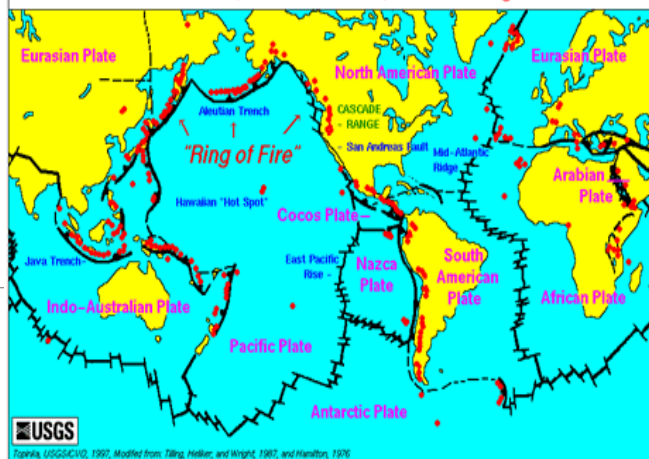 Eurasian Plate
North American Plate
Eurasian Plate
Aleutian Trench
CASCADE
- RANGE
"Ring of Fire"
- San Andreas Fault
Mid-Atlantic
Ridge
Arabian
Plate
Hawaiian "Hot Spot"
Cocos Plate
Java Trench
East Pacific
Rise
Nazca
Plate
South
American
Plate
Indo-Australian Plate
African Plate
Pacific Plate
Antarctic Plate
USGS
Topinka, USGS/CVO, 1997, Modified from: Tilling, Heliker, and Wright, 1987, and Hamilton, 1976